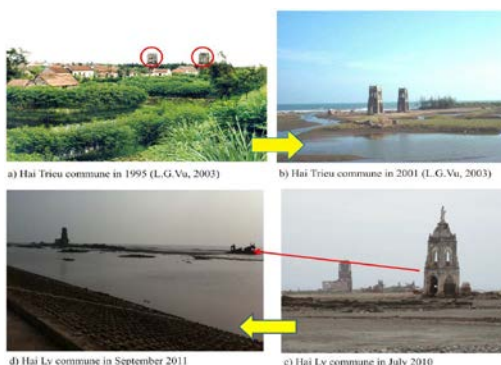 a) Hai Trieu commune in 1995 (L.G.Vu, 2003)
b) Hai Trieu commune in 2001 (L.G.Vu, 2003)
d) Hai Ly commune in September 2011
c) Hai Ly commune in July 2010